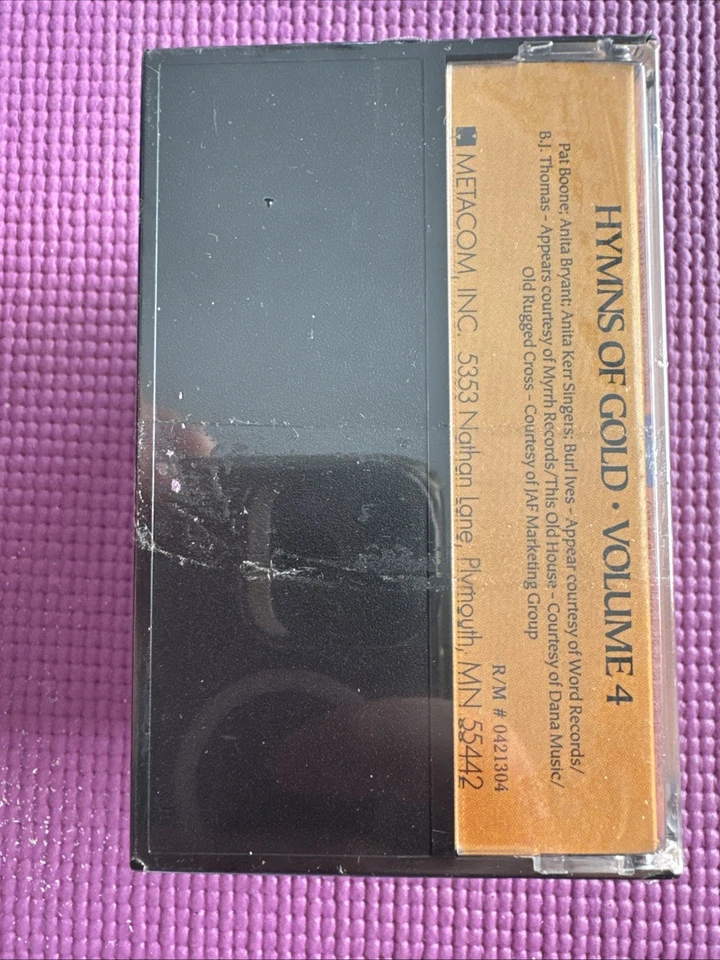 HYMNS OF GOLD • VOLUME 4
Pat Boone; Anita Bryant; Anita Kerr Singers; Burl Ives – Appear courtesy of Word Records/
B.J. Thomas – Appears courtesy of Myrrh Records/This Old House – Courtesy of Dana Music/
Old Rugged Cross – Courtesy of JAF Marketing Group
R/M # 0421304
METACOM, INC. 5353 Nathan Lane, Plymouth, MN 55442